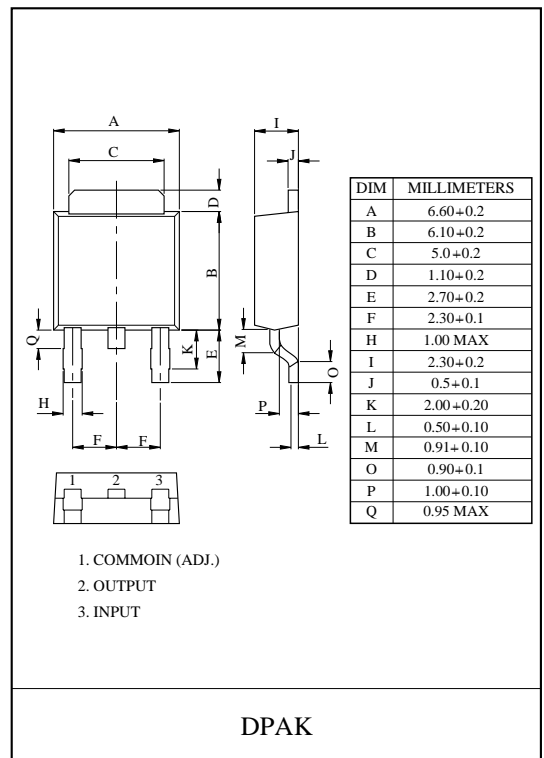 A
C
D
B
Q
K
E
H
F
F
I
J
M
O
P
L
1 2 3
1. COMMOIN (ADJ.)
2. OUTPUT
3. INPUT
DIM MILLIMETERS
A 6.60±0.2
B 6.10±0.2
C 5.0±0.2
D 1.10±0.2
E 2.70±0.2
F 2.30±0.1
H 1.00 MAX
I 2.30±0.2
J 0.5±0.1
K 2.00±0.20
L 0.50±0.10
M 0.91±0.10
O 0.90±0.1
P 1.00±0.10
Q 0.95 MAX
DPAK